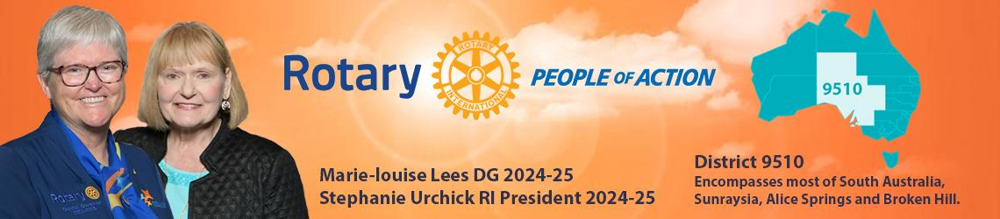 Rotary
ROTARY
INTERNATIONAL
PEOPLE OF ACTION
9510
Marie-louise Lees DG 2024-25
Stephanie Urchick RI President 2024-25
District 9510
Encompasses most of South Australia,
Sunraysia, Alice Springs and Broken Hill.
Rotary